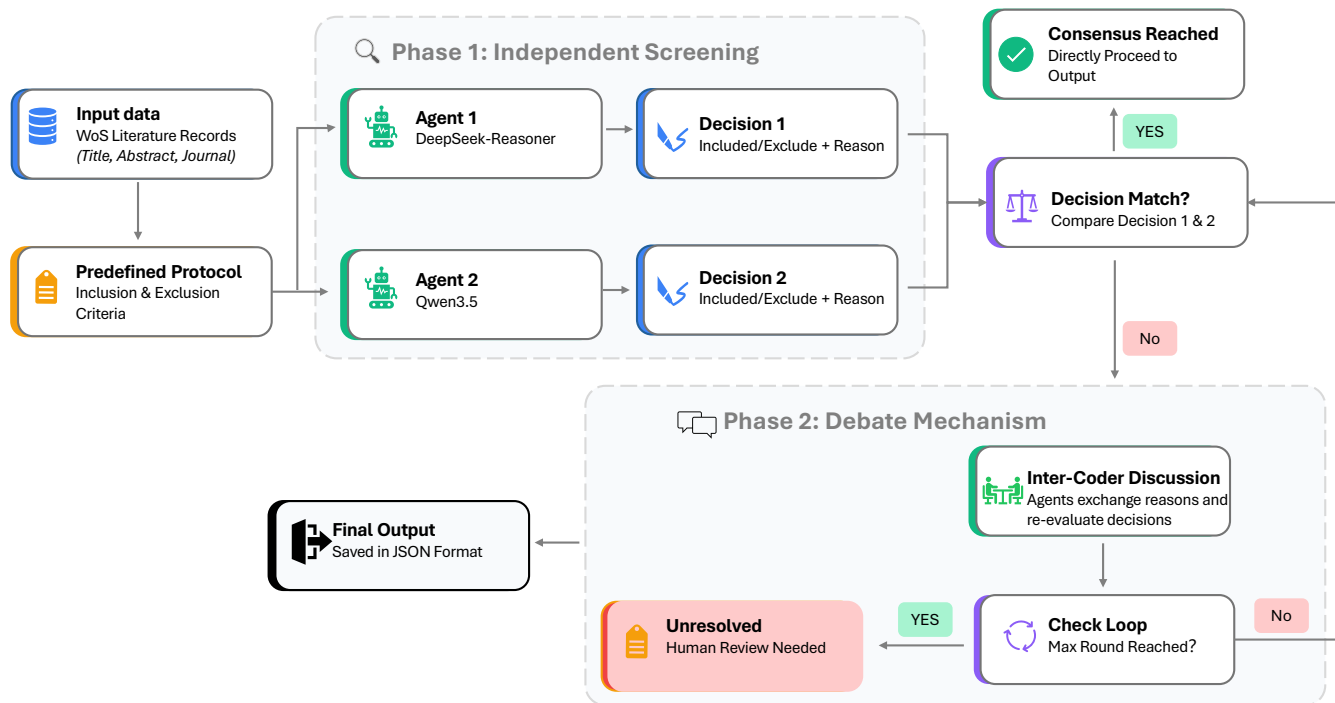 Phase 1: Independent Screening
Input data
WoS Literature Records
(Title, Abstract, Journal)
Predefined Protocol
Inclusion & Exclusion
Criteria
Agent 1
DeepSeek-Reasoner
Decision 1
Included/Exclude + Reason
Agent 2
Qwen3.5
Decision 2
Included/Exclude + Reason
Consensus Reached
Directly Proceed to
Output
YES
Decision Match?
Compare Decision 1 & 2
No
Phase 2: Debate Mechanism
Inter-Coder Discussion
Agents exchange reasons and
re-evaluate decisions
Check Loop
Max Round Reached?
No
YES
Unresolved
Human Review Needed
Final Output
Saved in JSON Format